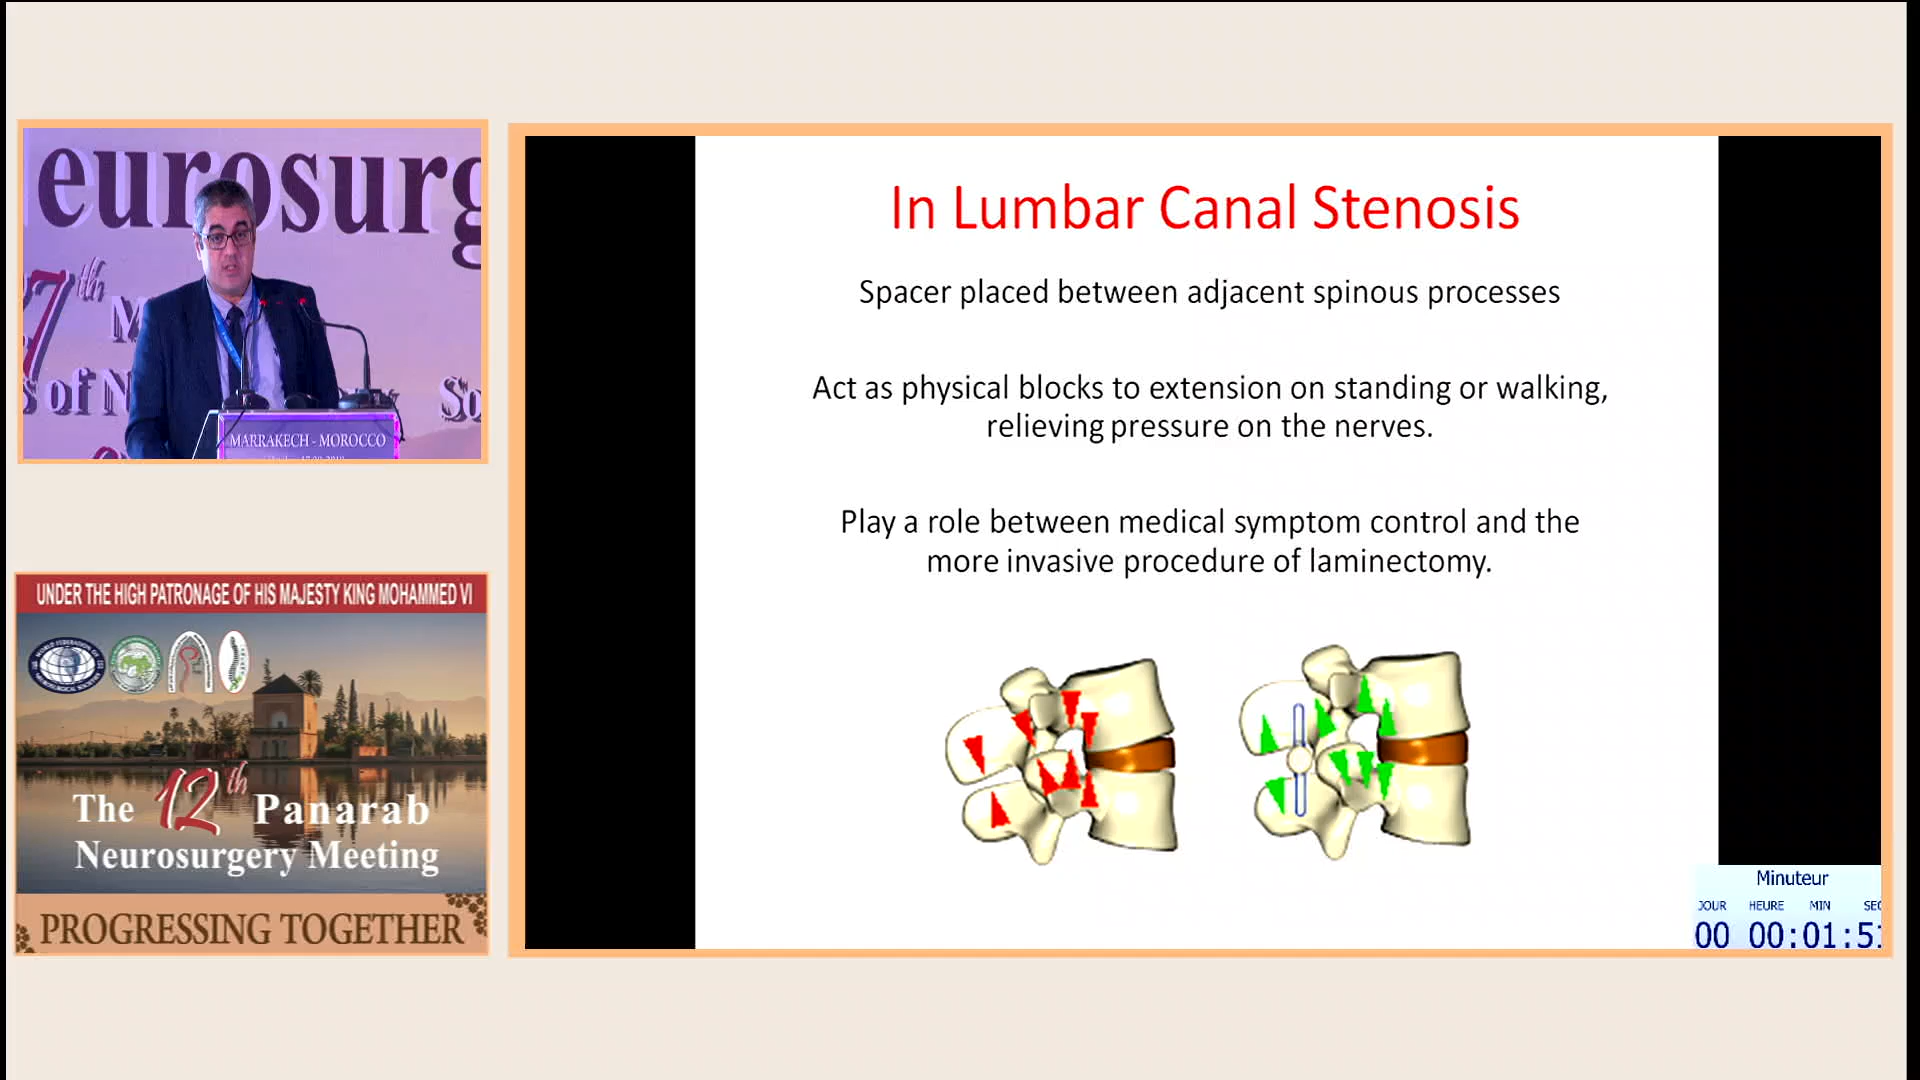 eurosurg
7th M
s of N
So
MARRAKECH - MOROCCO
In Lumbar Canal Stenosis
Spacer placed between adjacent spinous processes
Act as physical blocks to extension on standing or walking,
relieving pressure on the nerves.
Play a role between medical symptom control and the
more invasive procedure of laminectomy.
UNDER THE HIGH PATRONAGE OF HIS MAJESTY KING MOHAMMED VI
The 12th Panarab
Neurosurgery Meeting
PROGRESSING TOGETHER
Minuteur
JOUR HEURE MIN SEC
00 00:01:51